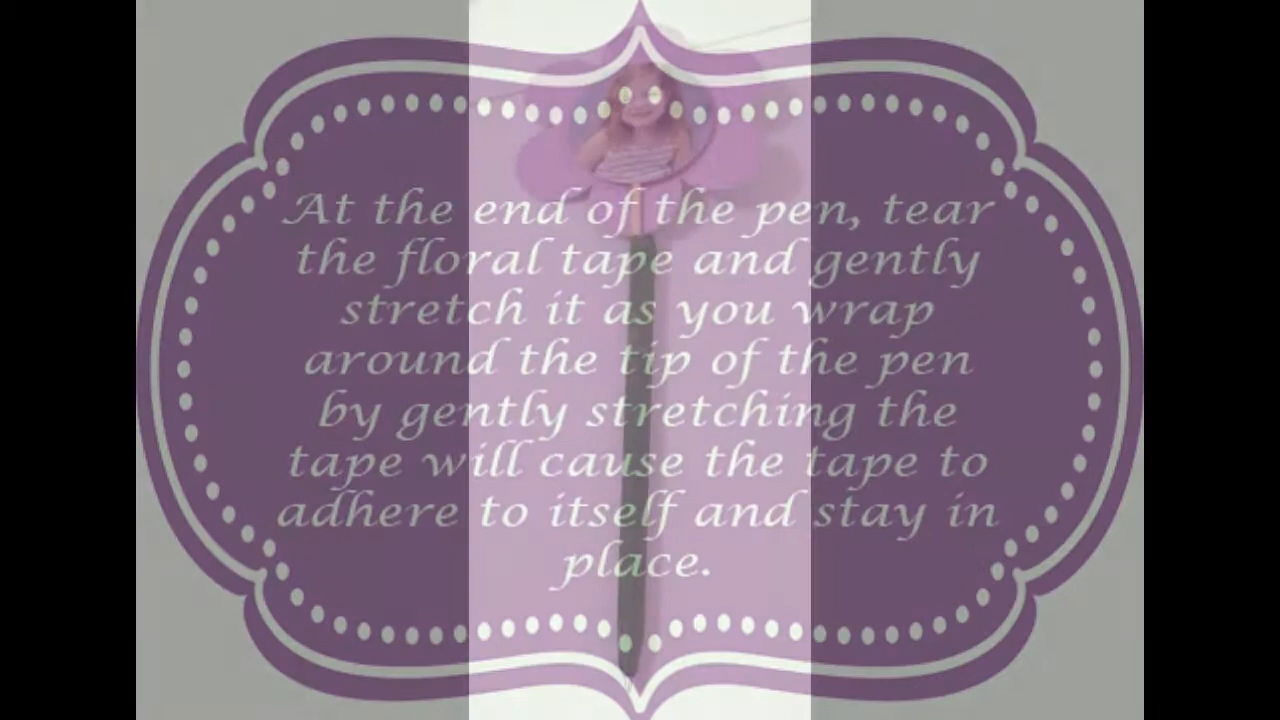 At the end of the pen, tear
the floral tape and gently
stretch it as you wrap
around the tip of the pen
by gently stretching the
tape will cause the tape to
adhere to itself and stay in
place.